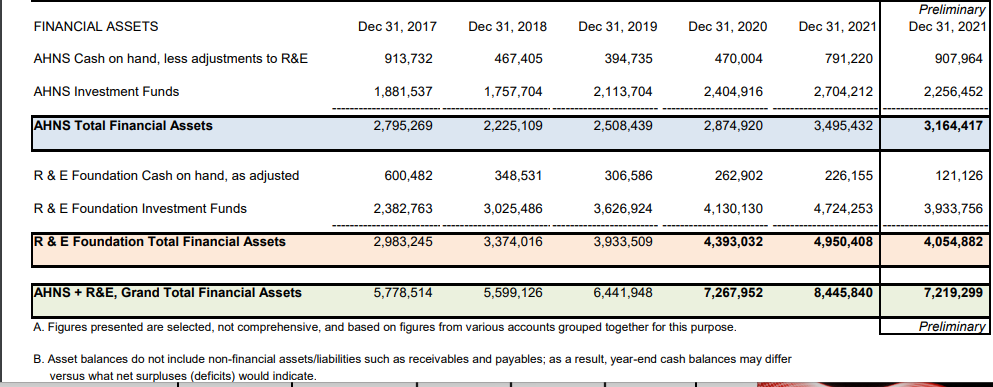 Preliminary
FINANCIAL ASSETS Dec 31, 2017 Dec 31, 2018 Dec 31, 2019 Dec 31, 2020 Dec 31, 2021 Dec 31, 2021
AHNS Cash on hand, less adjustments to R&E 913,732 467,405 394,735 470,004 791,220 907,964
AHNS Investment Funds 1,881,537 1,757,704 2,113,704 2,404,916 2,704,212 2,256,452
AHNS Total Financial Assets 2,795,269 2,225,109 2,508,439 2,874,920 3,495,432 3,164,417
R & E Foundation Cash on hand, as adjusted 600,482 348,531 306,586 262,902 226,155 121,126
R & E Foundation Investment Funds 2,382,763 3,025,486 3,626,924 4,130,130 4,724,253 3,933,756
R & E Foundation Total Financial Assets 2,983,245 3,374,016 3,933,509 4,393,032 4,950,408 4,054,882
AHNS + R&E, Grand Total Financial Assets 5,778,514 5,599,126 6,441,948 7,267,952 8,445,840 7,219,299
A. Figures presented are selected, not comprehensive, and based on figures from various accounts grouped together for this purpose. Preliminary
B. Asset balances do not include non-financial assets/liabilities such as receivables and payables; as a result, year-end cash balances may differ
versus what net surpluses (deficits) would indicate.